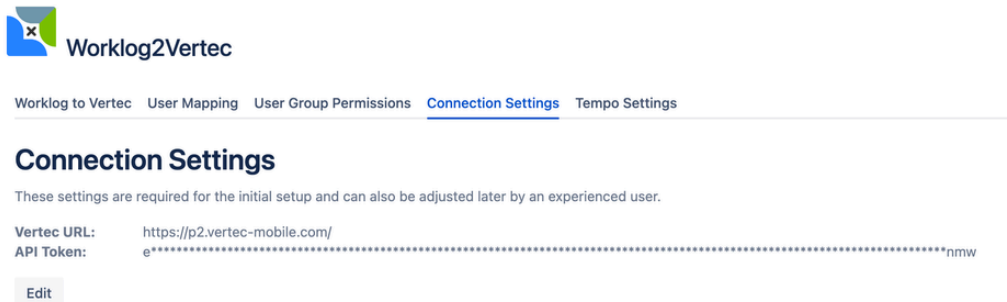 Worklog2Vertec
Worklog to Vertec User Mapping User Group Permissions Connection Settings Tempo Settings
Connection Settings
These settings are required for the initial setup and can also be adjusted later by an experienced user.
Vertec URL: https://p2.vertec-mobile.com/
API Token: e**************************************************************************************************************nmw
Edit